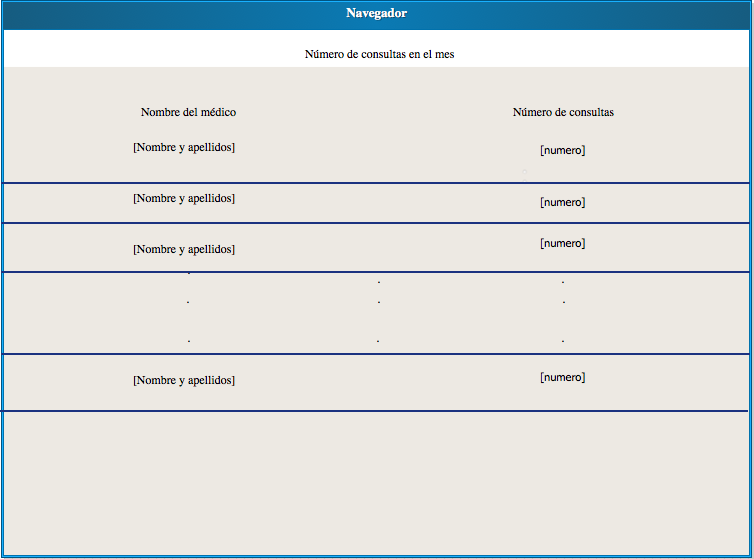 Navegador
Número de consultas en el mes
Nombre del médico Número de consultas
[Nombre y apellidos] [numero]
[Nombre y apellidos] [numero]
[Nombre y apellidos] [numero]
. . .
. . .
. . .
[Nombre y apellidos] [numero]